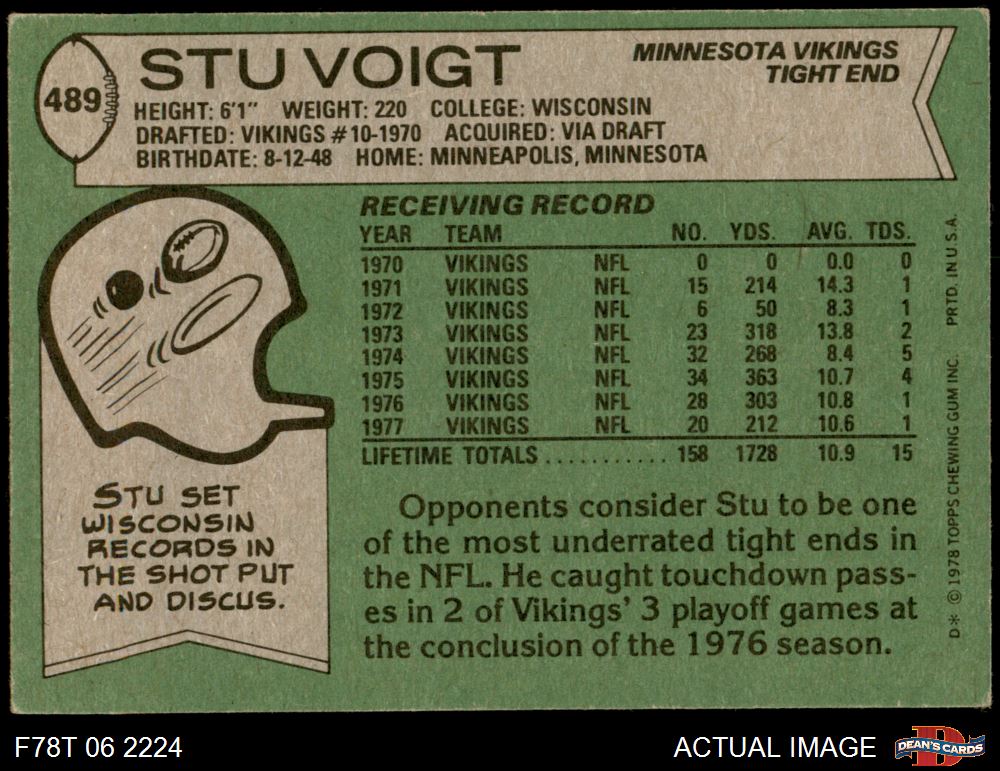 489
STU VOIGT
MINNESOTA VIKINGS
TIGHT END
HEIGHT: 6'1" WEIGHT: 220 COLLEGE: WISCONSIN
DRAFTED: VIKINGS #10-1970 ACQUIRED: VIA DRAFT
BIRTHDATE: 8-12-48 HOME: MINNEAPOLIS, MINNESOTA
RECEIVING RECORD
YEAR TEAM NO. YDS. AVG. TDS.
1970 VIKINGS NFL 0 0 0.0 0
1971 VIKINGS NFL 15 214 14.3 1
1972 VIKINGS NFL 6 50 8.3 1
1973 VIKINGS NFL 23 318 13.8 2
1974 VIKINGS NFL 32 268 8.4 5
1975 VIKINGS NFL 34 363 10.7 4
1976 VIKINGS NFL 28 303 10.8 1
1977 VIKINGS NFL 20 212 10.6 1
LIFETIME TOTALS........... 158 1728 10.9 15
STU SET
WISCONSIN
RECORDS IN
THE SHOT PUT
AND DISCUS.
Opponents consider Stu to be one
of the most underrated tight ends in
the NFL. He caught touchdown pass-
es in 2 of Vikings' 3 playoff games at
the conclusion of the 1976 season.
D* © 1978 TOPPS CHEWING GUM INC. PRTD. IN U.S.A.
F78T 06 2224
ACTUAL IMAGE
DEAN'S CARDS